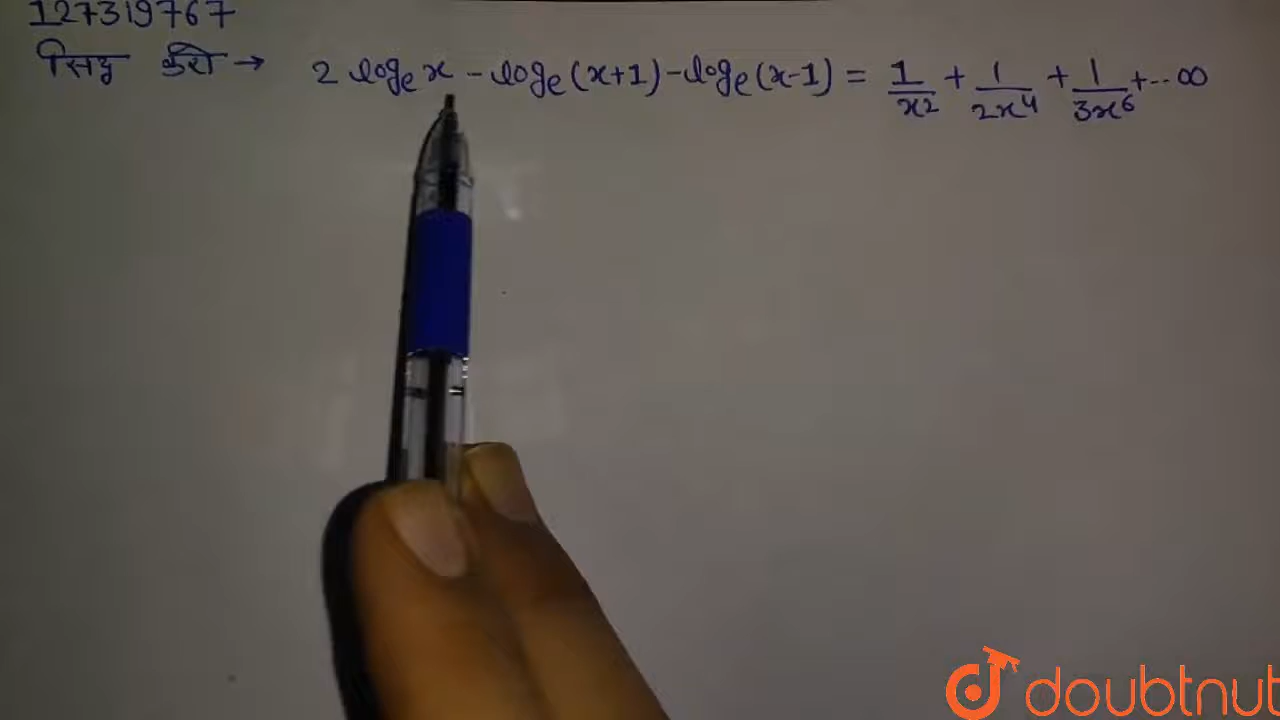 127319767
सिद्ध करो → 2 logₑ x - logₑ (x+1) - logₑ (x-1) = 1/x² + 1/2x⁴ + 1/3x⁶ + -- ∞
doubtnut